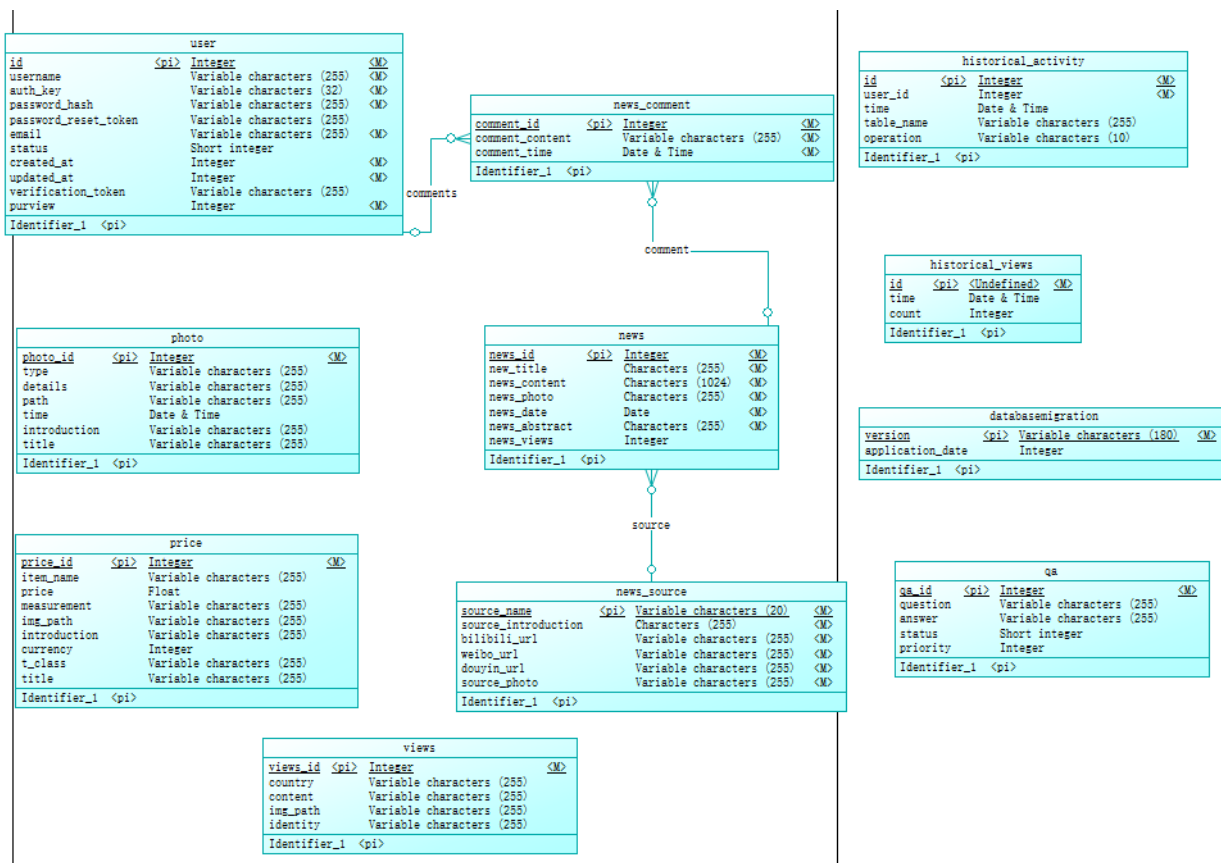 user
id <pi> Integer <M>
username Variable characters (255) <M>
auth_key Variable characters (32) <M>
password_hash Variable characters (255) <M>
password_reset_token Variable characters (255)
email Variable characters (255) <M>
status Short integer
created_at Integer <M>
updated_at Integer <M>
verification_token Variable characters (255)
purview Integer <M>
Identifier_1 <pi>
comments
news_comment
comment_id <pi> Integer <M>
comment_content Variable characters (255) <M>
comment_time Date & Time <M>
Identifier_1 <pi>
comment
historical_activity
id <pi> Integer <M>
user_id Integer <M>
time Date & Time
table_name Variable characters (255)
operation Variable characters (10)
Identifier_1 <pi>
historical_views
id <pi> <Undefined> <M>
time Date & Time
count Integer
Identifier_1 <pi>
photo
photo_id <pi> Integer <M>
type Variable characters (255)
details Variable characters (255)
path Variable characters (255)
time Date & Time
introduction Variable characters (255)
title Variable characters (255)
Identifier_1 <pi>
news
news_id <pi> Integer <M>
new_title Characters (255) <M>
news_content Characters (1024) <M>
news_photo Characters (255) <M>
news_date Date <M>
news_abstract Characters (255) <M>
news_views Integer
Identifier_1 <pi>
source
databasemigration
version <pi> Variable characters (180) <M>
application_date Integer
Identifier_1 <pi>
price
price_id <pi> Integer <M>
item_name Variable characters (255)
price Float
measurement Variable characters (255)
img_path Variable characters (255)
introduction Variable characters (255)
currency Integer
t_class Variable characters (255)
title Variable characters (255)
Identifier_1 <pi>
news_source
source_name <pi> Variable characters (20) <M>
source_introduction Characters (255) <M>
bilibili_url Variable characters (255) <M>
weibo_url Variable characters (255) <M>
douyin_url Variable characters (255) <M>
source_photo Variable characters (255) <M>
Identifier_1 <pi>
qa
qa_id <pi> Integer <M>
question Variable characters (255)
answer Variable characters (255)
status Short integer
priority Integer
Identifier_1 <pi>
views
views_id <pi> Integer <M>
country Variable characters (255)
content Variable characters (255)
img_path Variable characters (255)
identity Variable characters (255)
Identifier_1 <pi>